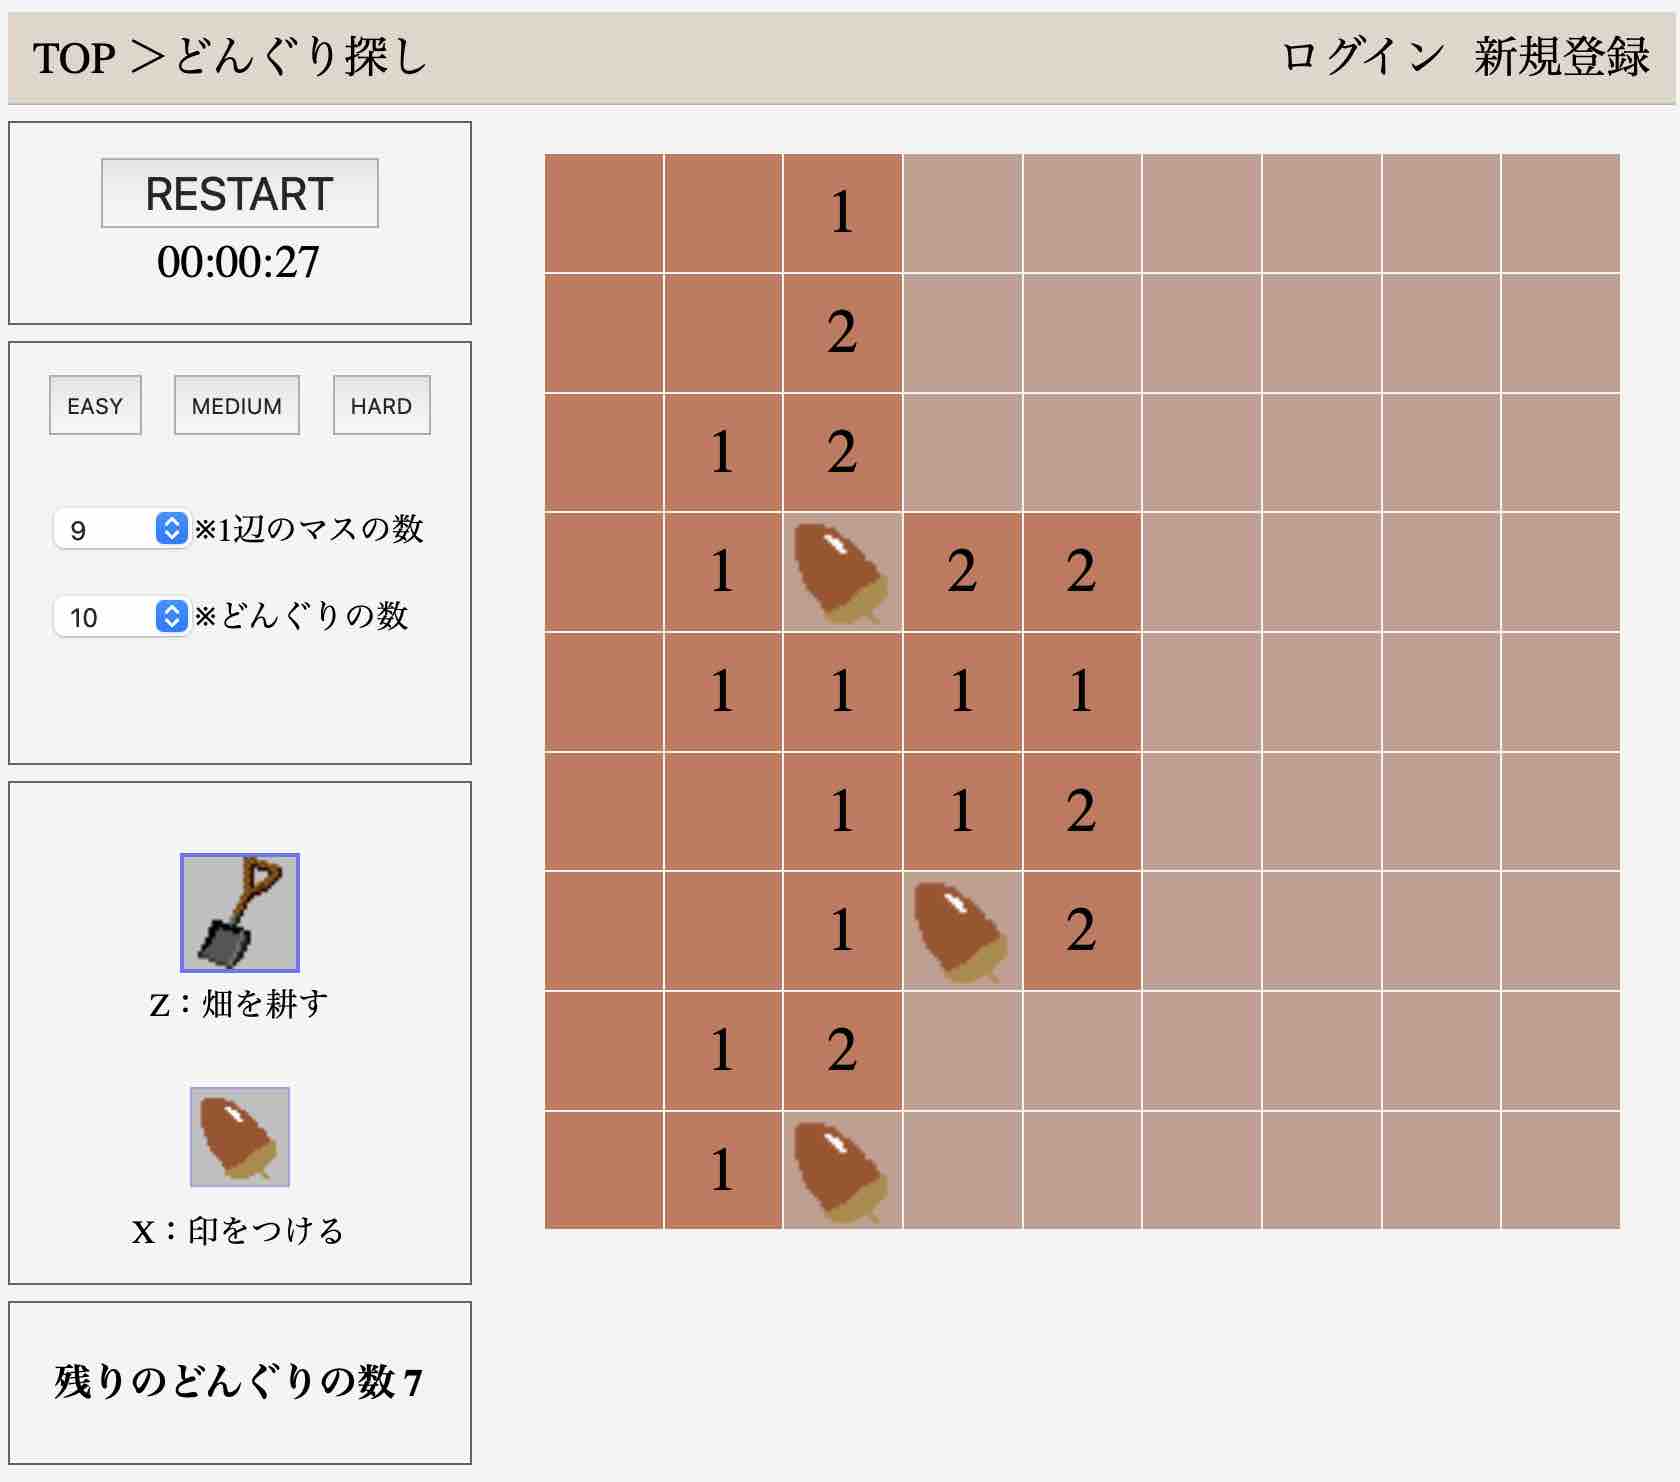 TOP ＞どんぐり探し ログイン 新規登録
RESTART
00:00:27
EASY MEDIUM HARD
9 ※1辺のマスの数
10 ※どんぐりの数
Z：畑を耕す
X：印をつける
残りのどんぐりの数 7
1
2
1 2
1 2 2
1 1 1 1
1 1 2
1 2
1 2
1